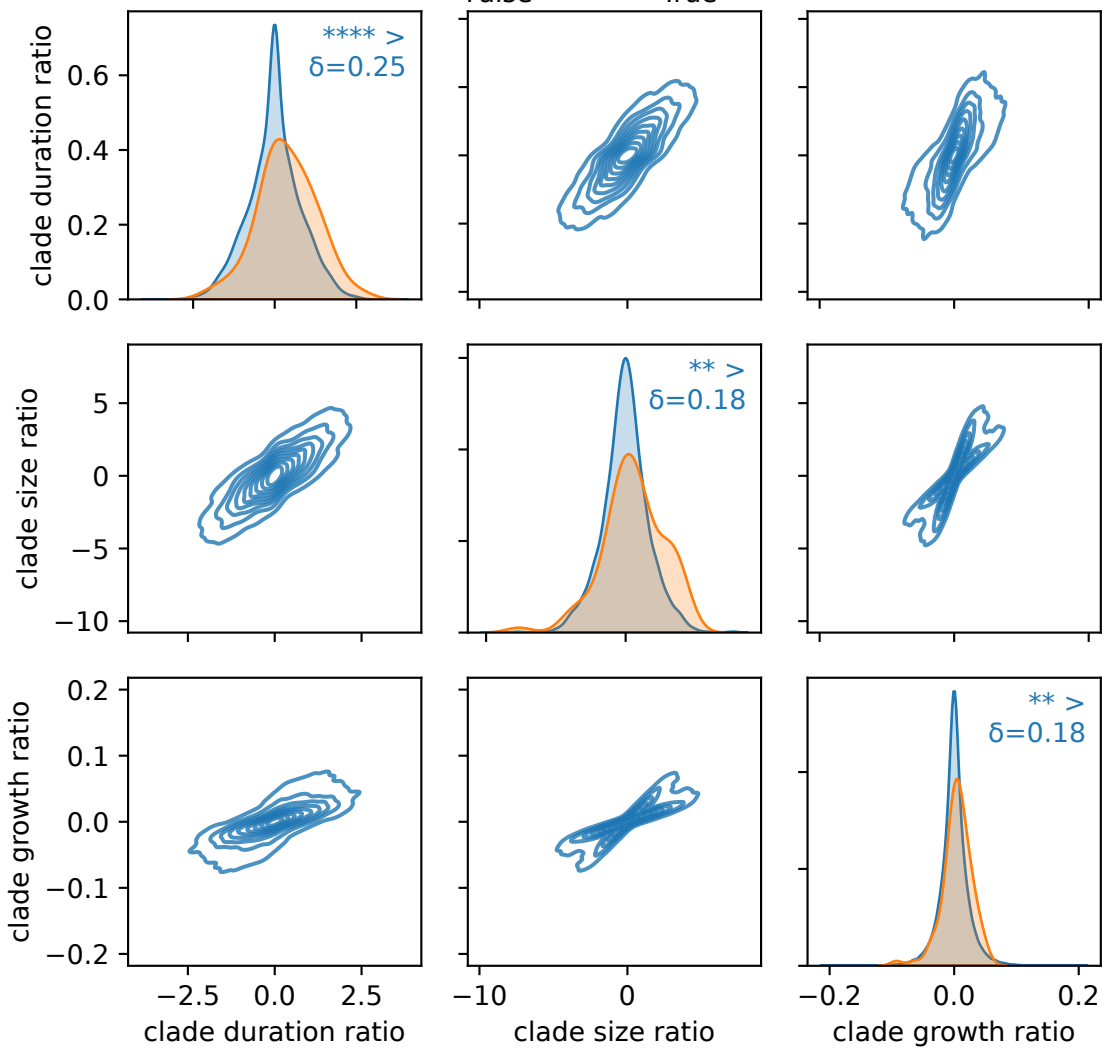 **** >
δ=0.25
clade duration ratio
0.6
0.4
0.2
0.0
** >
δ=0.18
clade size ratio
5
0
−5
−10
** >
δ=0.18
clade growth ratio
0.2
0.1
0.0
−0.1
−0.2
−2.5 0.0 2.5
−10 0
−0.2 0.0 0.2
clade duration ratio
clade size ratio
clade growth ratio